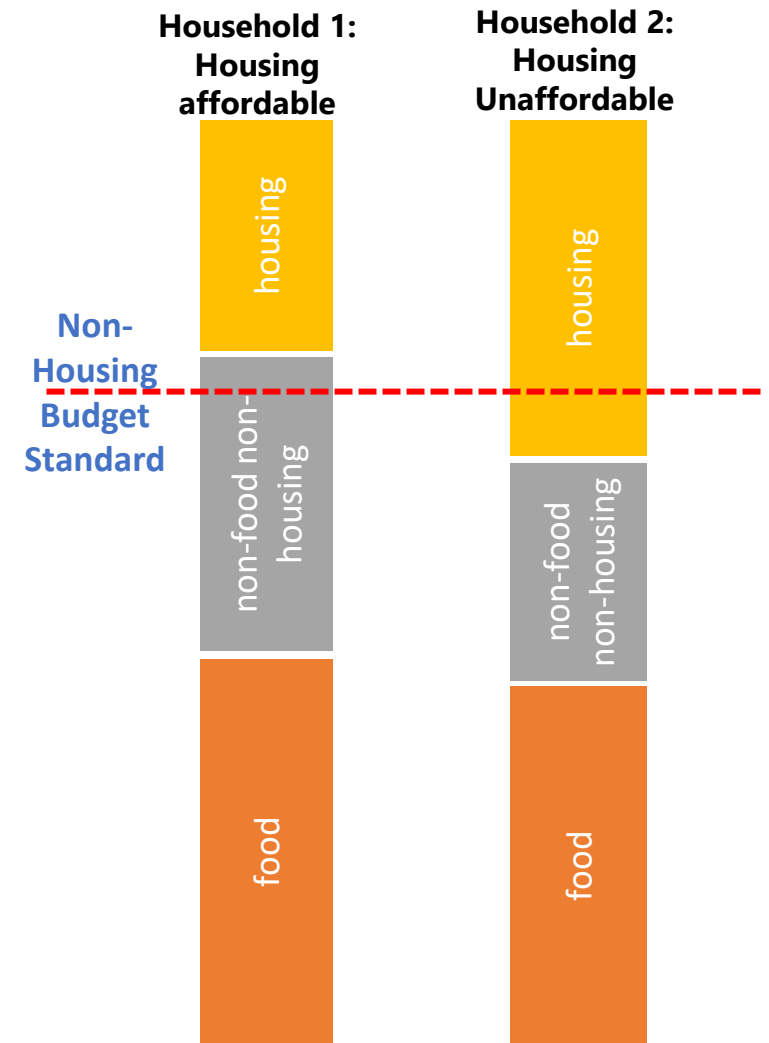 Household 1:
Housing
affordable
Household 2:
Housing
Unaffordable
housing
non-food non-
housing
food
Non-
Housing
Budget
Standard
housing
non-food
non-housing
food